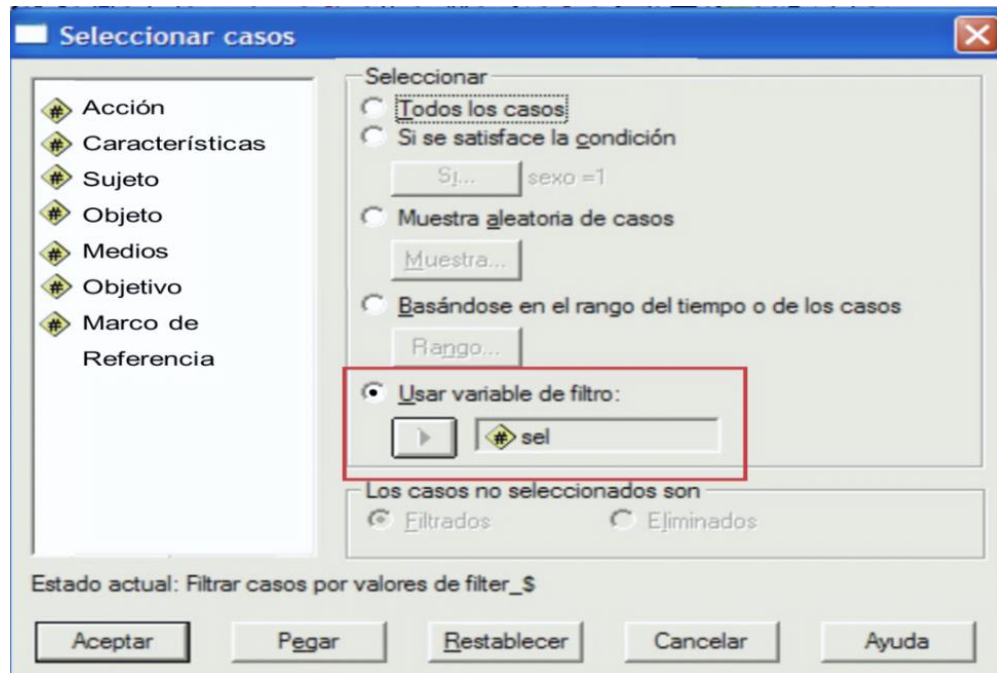 Seleccionar casos
Acción
Características
Sujeto
Objeto
Medios
Objetivo
Marco de
Referencia
Seleccionar
Todos los casos
Si se satisface la condición
Si... sexo =1
Muestra aleatoria de casos
Muestra...
Basándose en el rango del tiempo o de los casos
Rango...
Usar variable de filtro:
sel
Los casos no seleccionados son
Filtrados Eliminados
Estado actual: Filtrar casos por valores de filter_$
Aceptar Pegar Restablecer Cancelar Ayuda